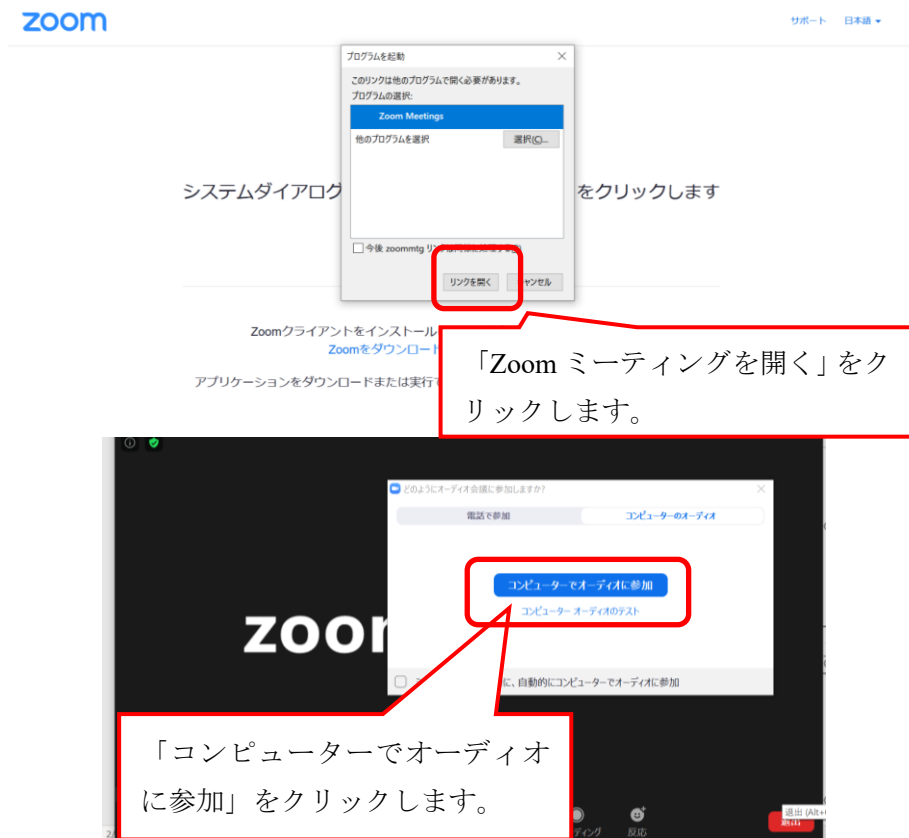 zoom
サポート 日本語
プログラムを起動
このリンクは他のプログラムで開く必要があります。
プログラムの選択:
Zoom Meetings
他のプログラムを選択 選択(C)...
システムダイアログ をクリックします
今後 zoommtg リ
リンクを開く キャンセル
Zoomクライアントをインストール
Zoomをダウンロード
アプリケーションをダウンロードまたは実行
「Zoom ミーティングを開く」をク
リックします。
どのようにオーディオ会議に参加しますか?
電話で参加 コンピューターのオーディオ
コンピューターでオーディオに参加
コンピューター オーディオのテスト
zoo
に、自動的にコンピューターでオーディオに参加
「コンピューターでオーディオ
に参加」をクリックします。
ディング 反応
退出 (Alt+
退出